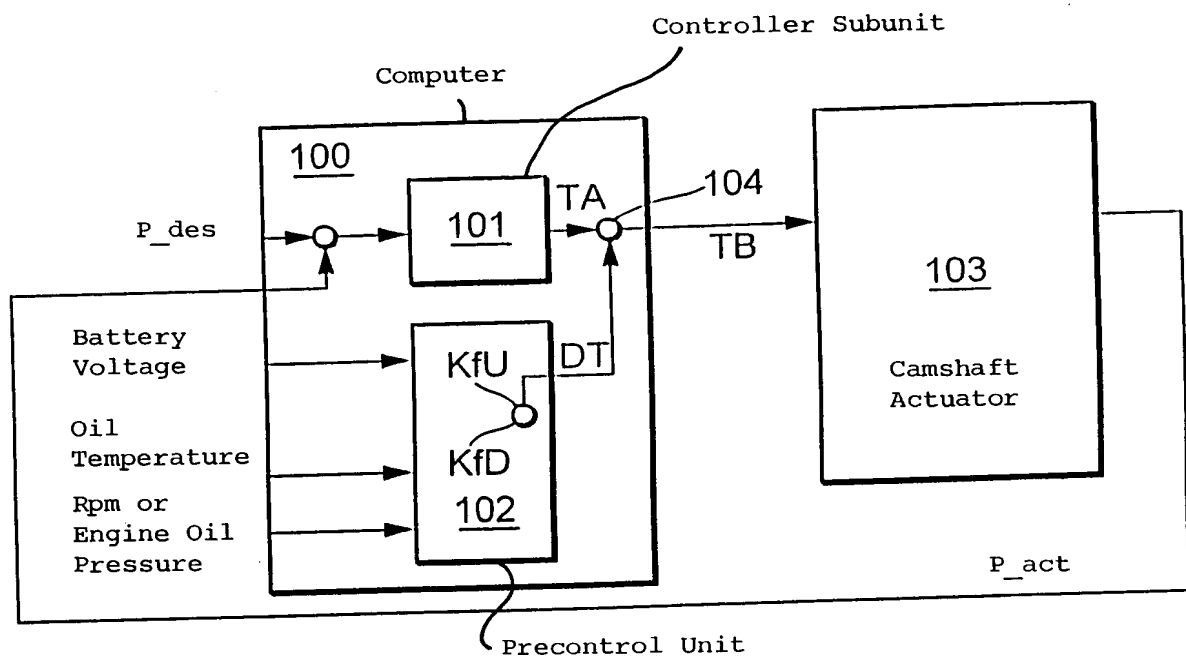 Controller Subunit
Computer
100
P_des
101
TA
104
TB
103
Camshaft
Actuator
Battery
Voltage
KfU
DT
Oil
Temperature
KfD
Rpm or
Engine Oil
Pressure
102
P_act
Precontrol Unit